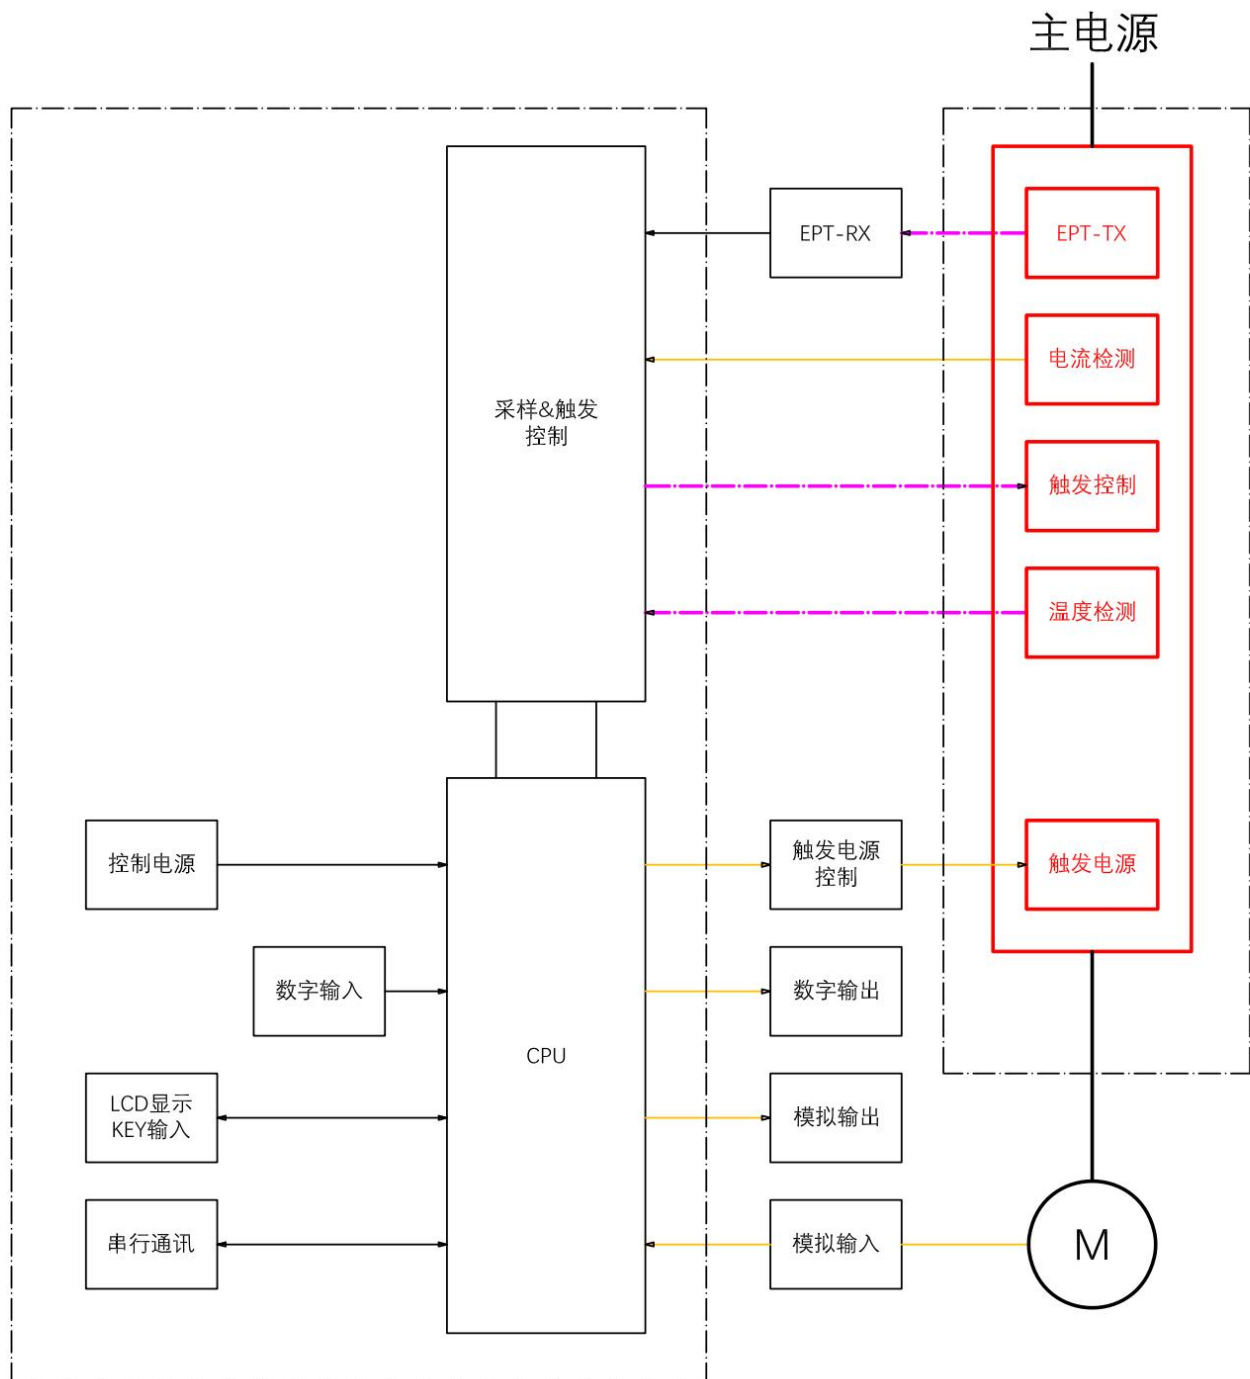 主电源
EPT-RX
EPT-TX
电流检测
采样&触发
控制
触发控制
温度检测
控制电源
触发电源
控制
触发电源
数字输入
数字输出
CPU
LCD显示
KEY输入
模拟输出
串行通讯
模拟输入
M